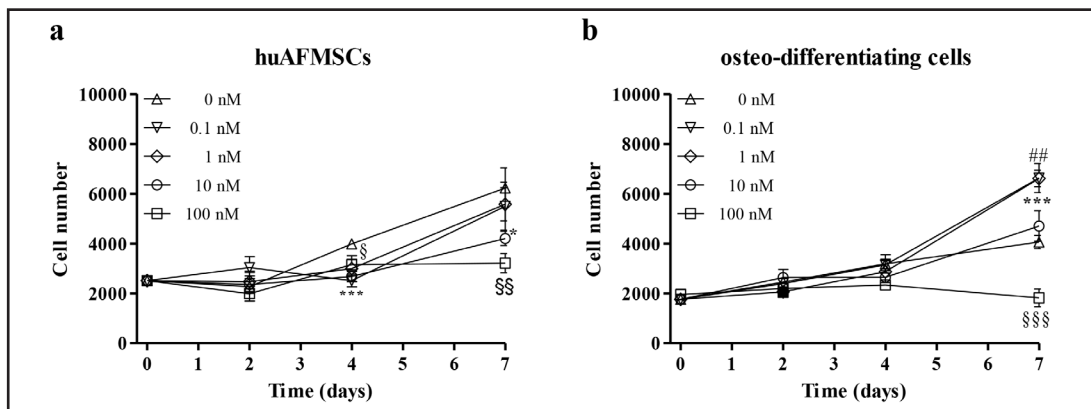 a
huAFMSCs
10000
8000
6000
4000
2000
0
Cell number
0 nM
0.1 nM
1 nM
10 nM
100 nM
§
***
*
§§
0 1 2 3 4 5 6 7
Time (days)
b
osteo-differentiating cells
10000
8000
6000
4000
2000
0
Cell number
0 nM
0.1 nM
1 nM
10 nM
100 nM
##
***
§§§
0 1 2 3 4 5 6 7
Time (days)